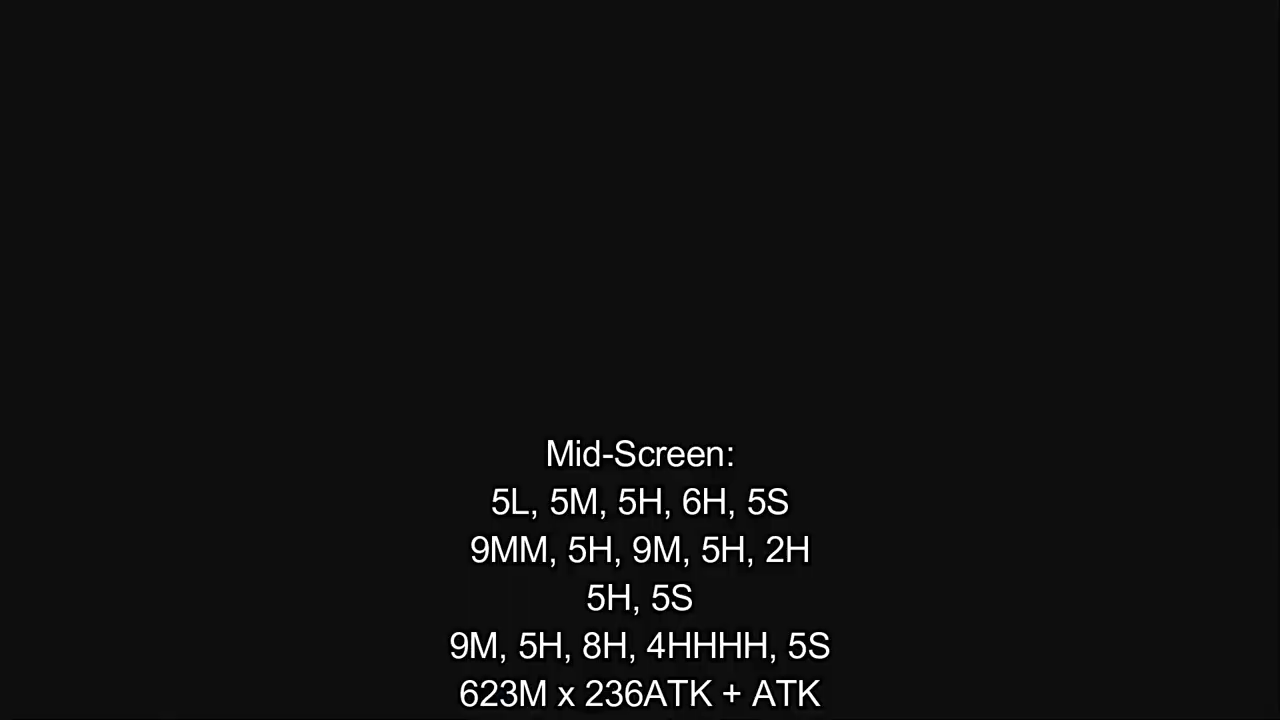 Mid-Screen:
5L, 5M, 5H, 6H, 5S
9MM, 5H, 9M, 5H, 2H
5H, 5S
9M, 5H, 8H, 4HHHH, 5S
623M x 236ATK + ATK